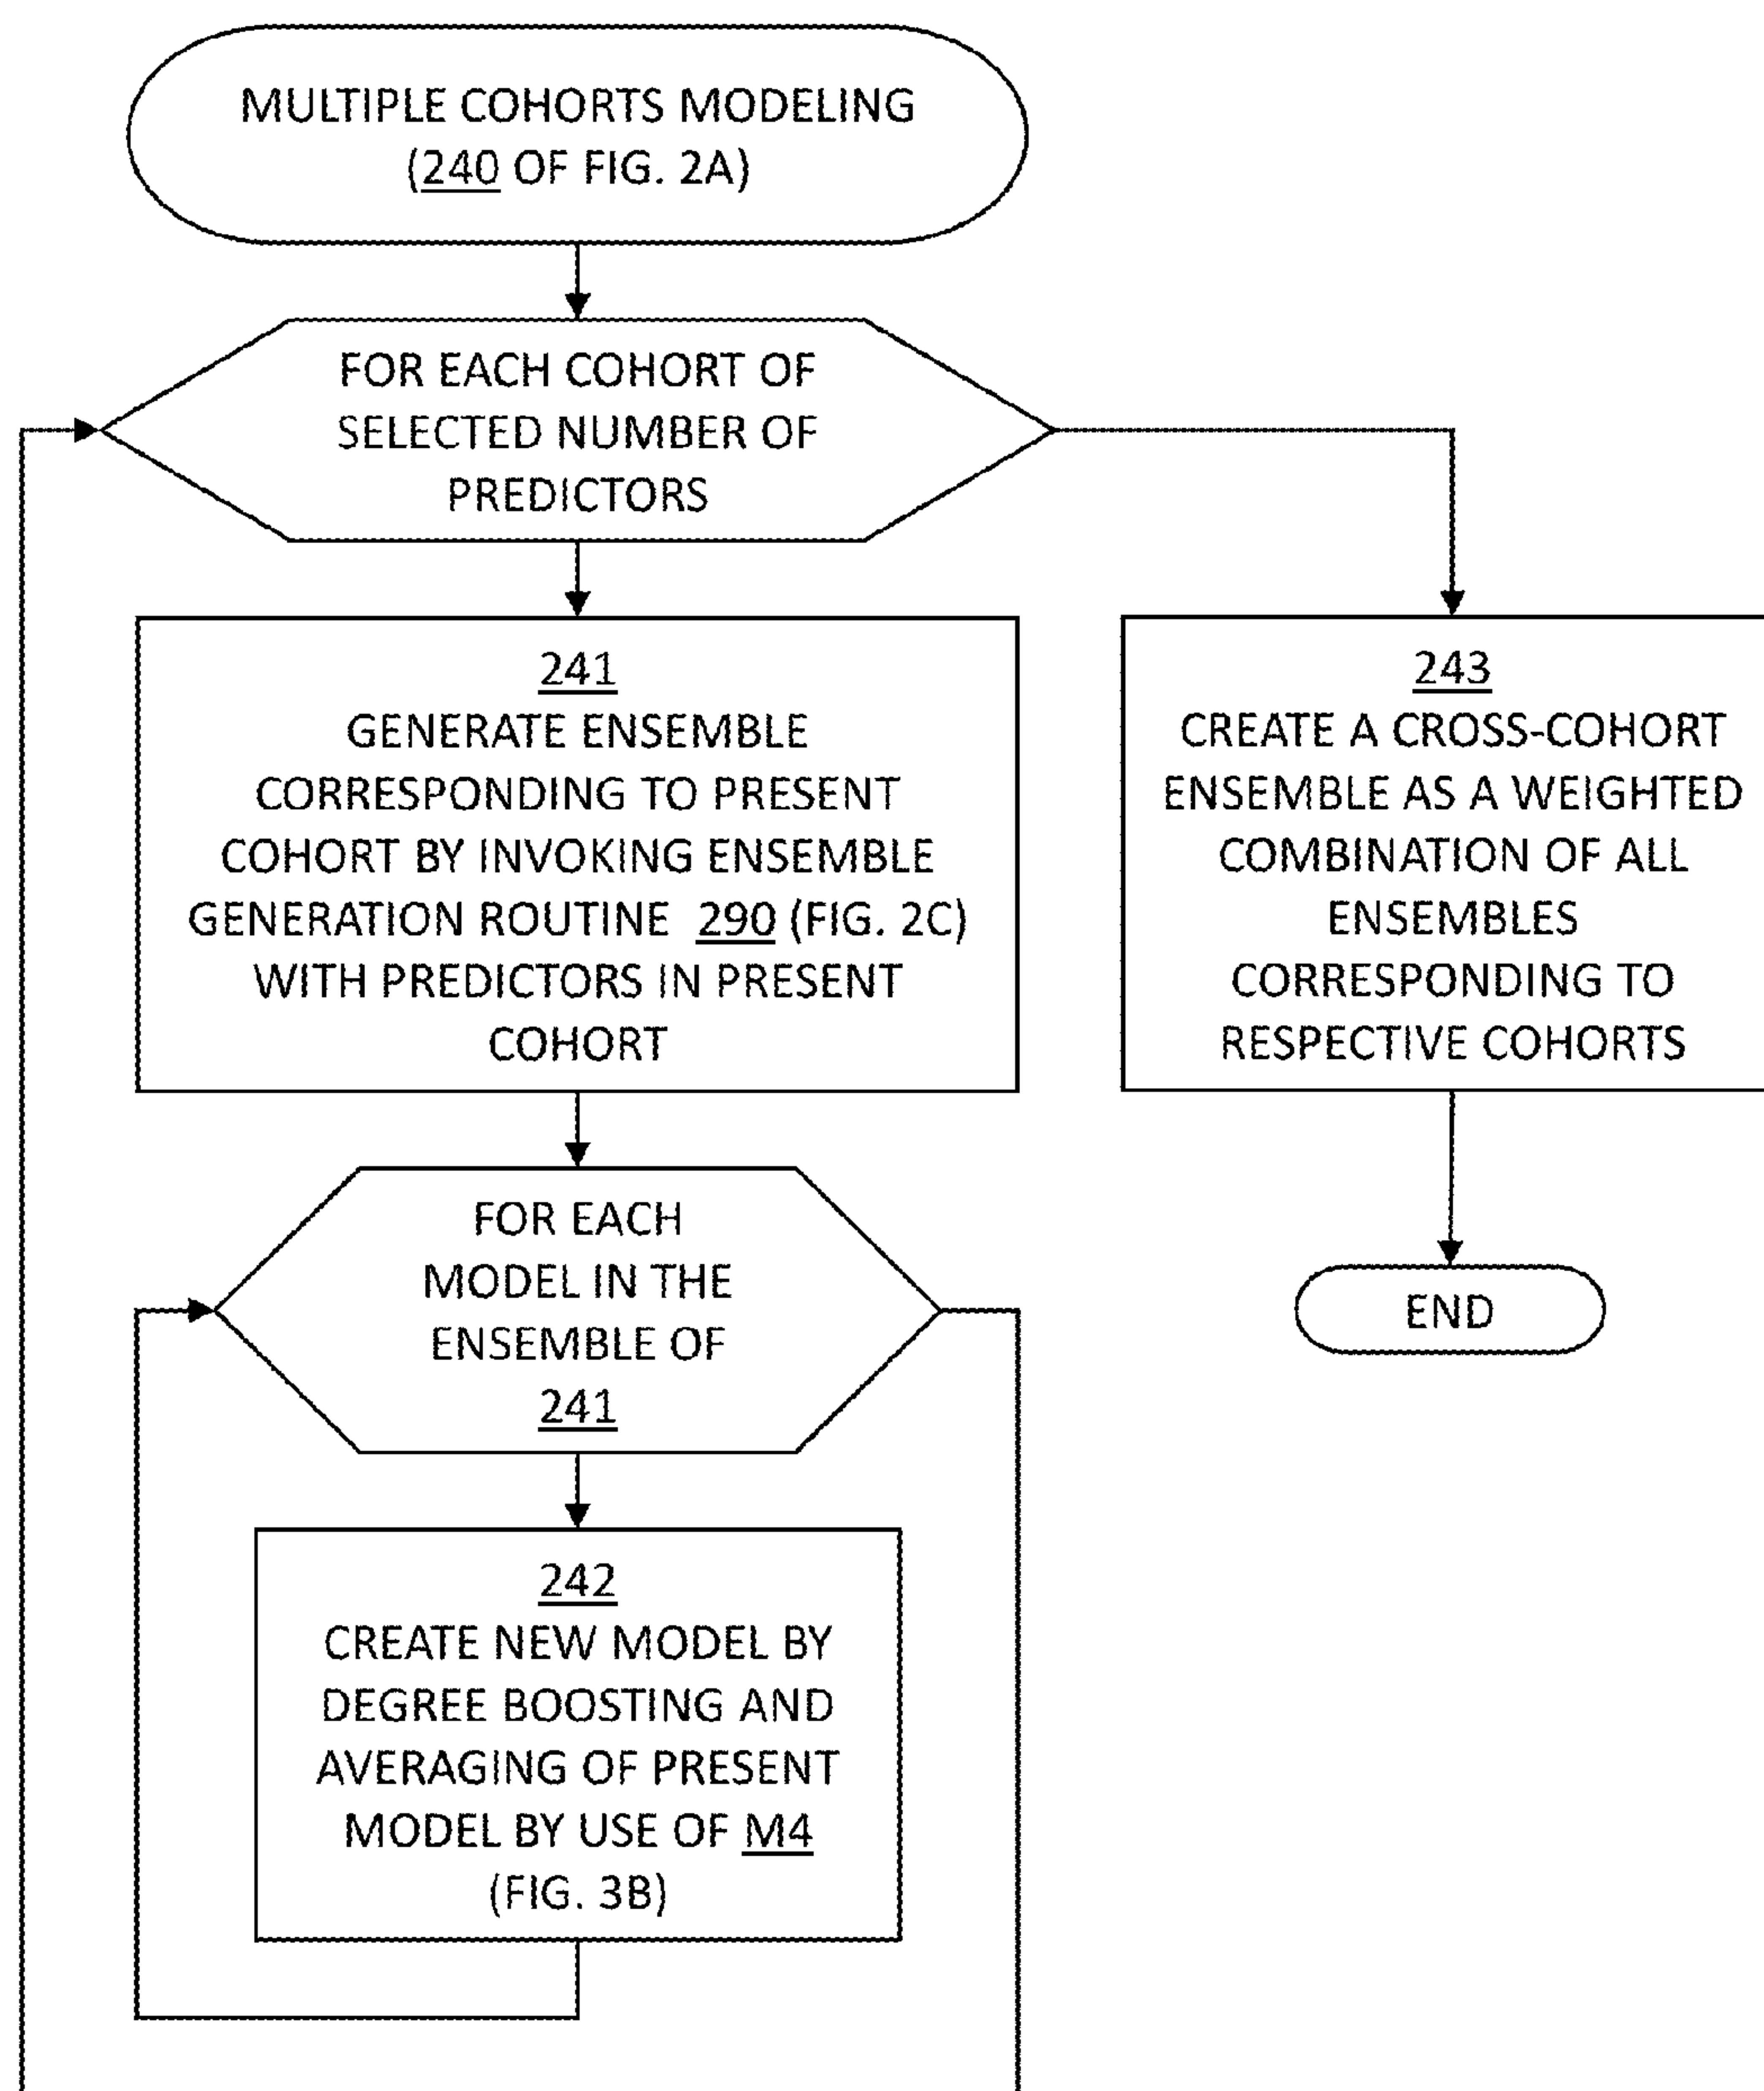 MULTIPLE COHORTS MODELING
(240 OF FIG. 2A)
FOR EACH COHORT OF
SELECTED NUMBER OF
PREDICTORS
241
GENERATE ENSEMBLE
CORRESPONDING TO PRESENT
COHORT BY INVOKING ENSEMBLE
GENERATION ROUTINE 290 (FIG. 2C)
WITH PREDICTORS IN PRESENT
COHORT
FOR EACH
MODEL IN THE
ENSEMBLE OF
241
242
CREATE NEW MODEL BY
DEGREE BOOSTING AND
AVERAGING OF PRESENT
MODEL BY USE OF M4
(FIG. 3B)
243
CREATE A CROSS-COHORT
ENSEMBLE AS A WEIGHTED
COMBINATION OF ALL
ENSEMBLES
CORRESPONDING TO
RESPECTIVE COHORTS
END